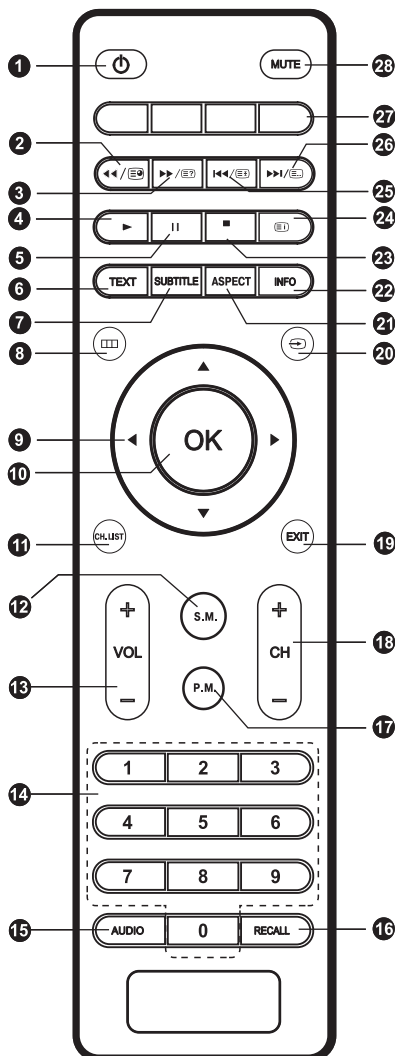 1 MUTE 28
27
2 26
3 ? 25
4 i 24
5 23
6 TEXT SUBTITLE ASPECT INFO 22
7 21
8 20
9
10 OK
11 CH.LIST EXIT 19
12 S.M.
+ +
VOL CH 18
13 - -
P.M. 17
14 1 2 3
4 5 6
7 8 9
15 AUDIO 0 RECALL 16